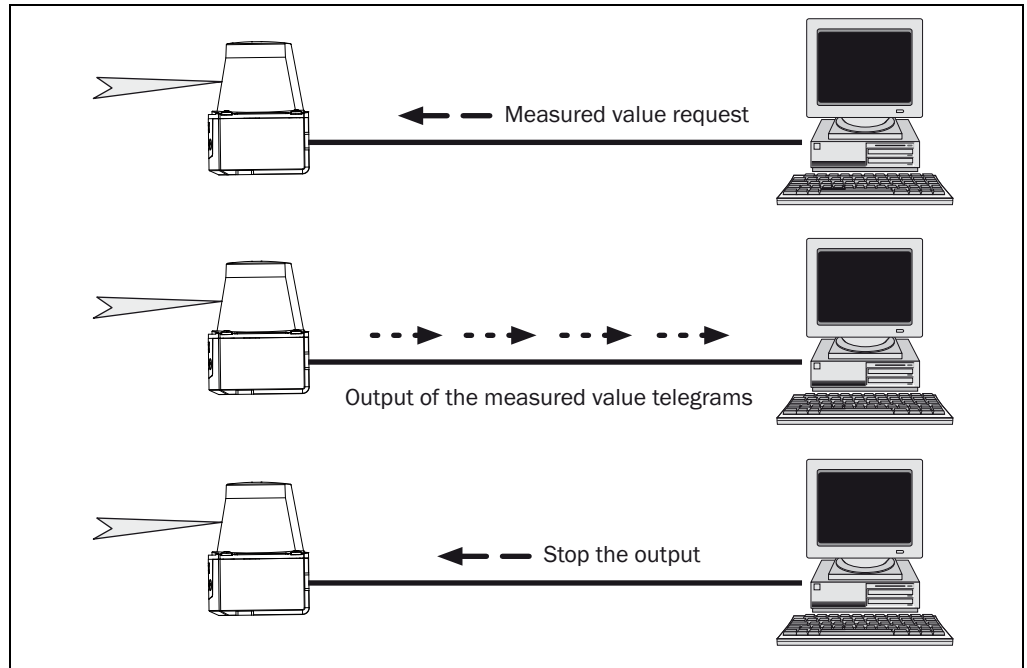 Measured value request
Output of the measured value telegrams
Stop the output